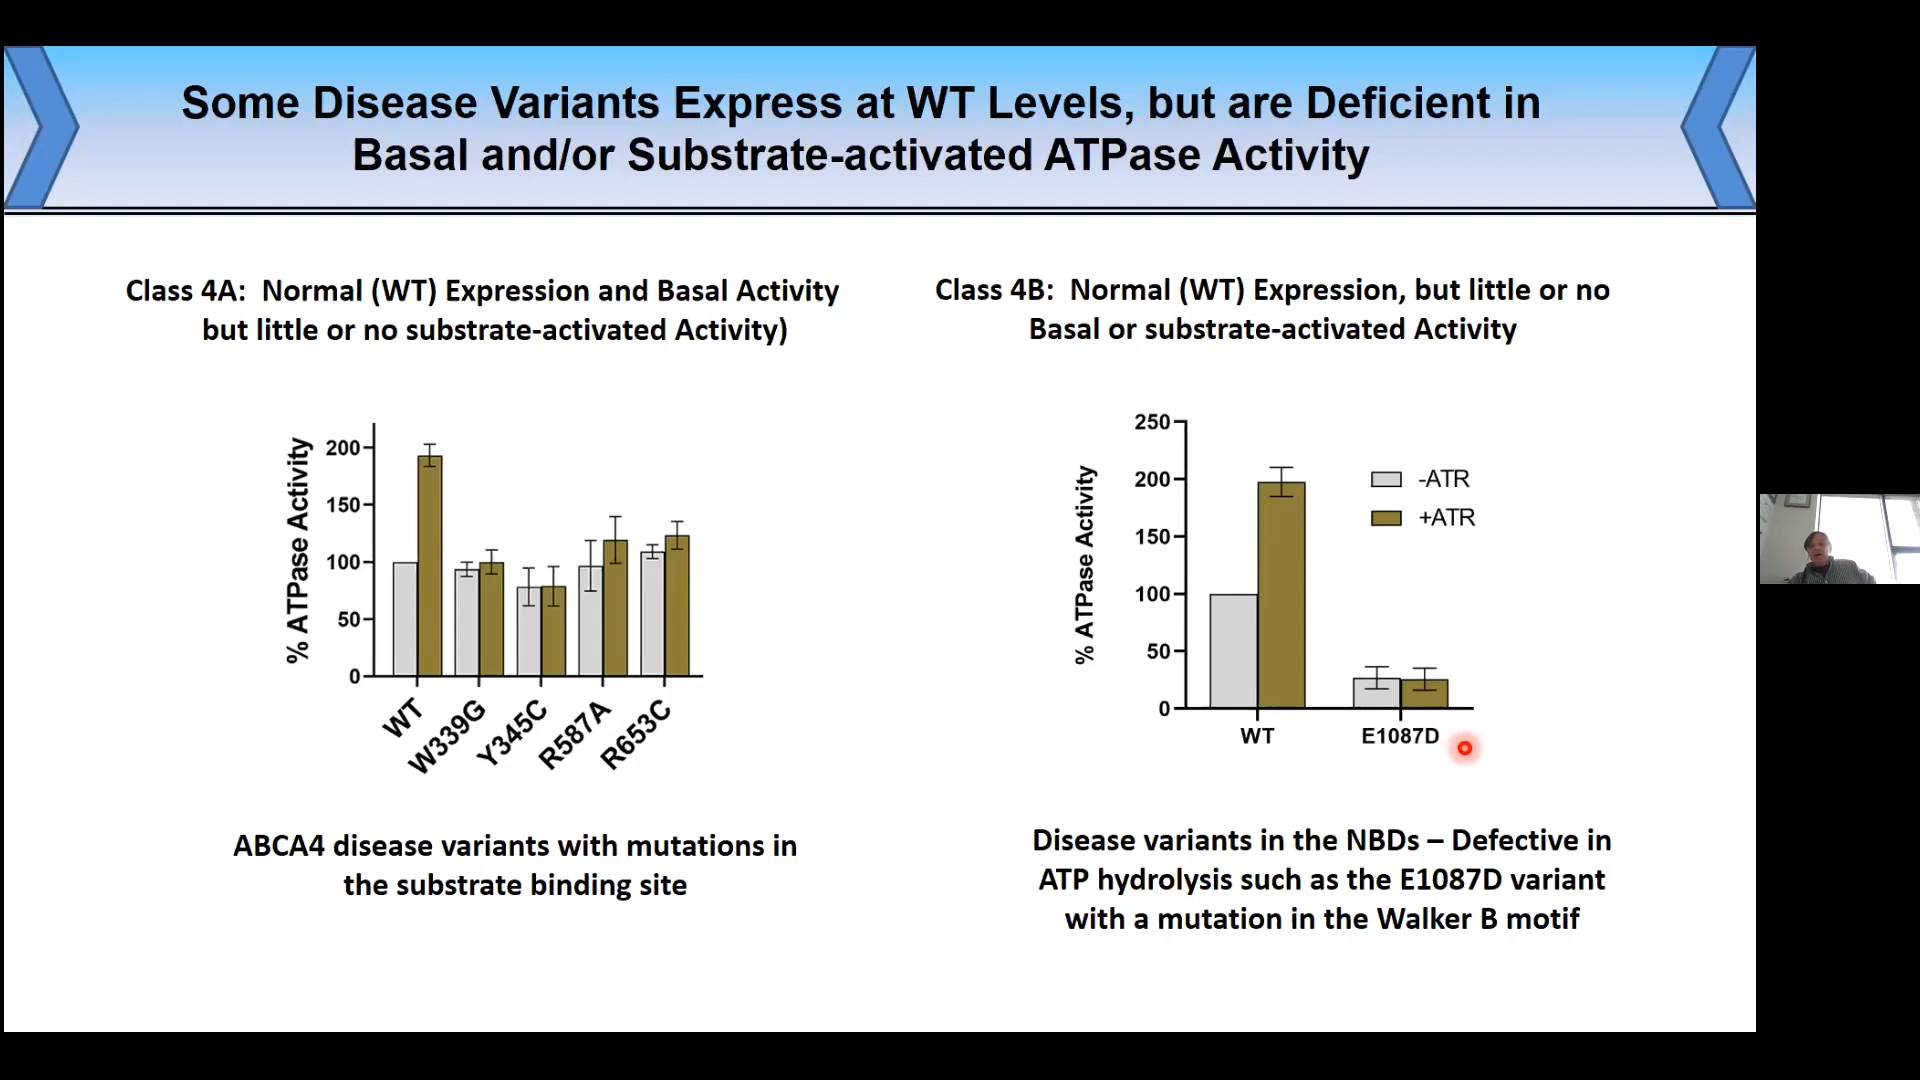 Some Disease Variants Express at WT Levels, but are Deficient in
Basal and/or Substrate-activated ATPase Activity
Class 4A:  Normal (WT) Expression and Basal Activity
but little or no substrate-activated Activity)
% ATPase Activity
200
150
100
50
0
WT
W339G
Y345C
R587A
R653C
ABCA4 disease variants with mutations in
the substrate binding site
Class 4B:  Normal (WT) Expression, but little or no
Basal or substrate-activated Activity
% ATPase Activity
250
200
150
100
50
0
-ATR
+ATR
WT
E1087D
Disease variants in the NBDs – Defective in
ATP hydrolysis such as the E1087D variant
with a mutation in the Walker B motif